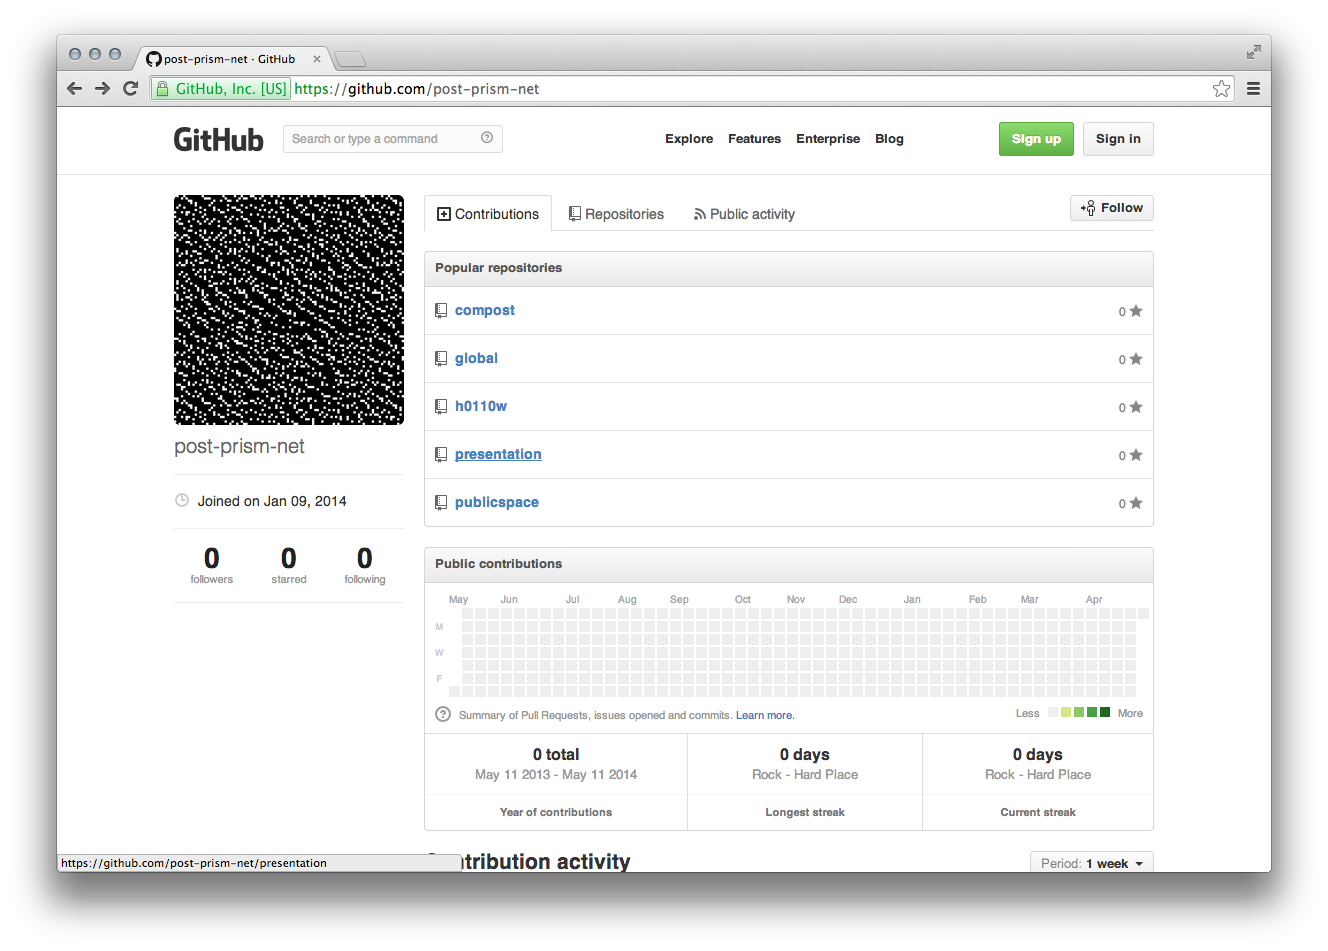 post-prism-net · GitHub
GitHub, Inc. [US] https://github.com/post-prism-net
GitHub Search or type a command Explore Features Enterprise Blog Sign up Sign in
Contributions Repositories Public activity Follow
Popular repositories
compost 0
global 0
h0110w 0
presentation 0
publicspace 0
post-prism-net
Joined on Jan 09, 2014
0 0 0
followers starred following
Public contributions
May Jun Jul Aug Sep Oct Nov Dec Jan Feb Mar Apr
M
W
F
Summary of Pull Requests, issues opened and commits. Learn more. Less More
0 total 0 days 0 days
May 11 2013 - May 11 2014 Rock - Hard Place Rock - Hard Place
Year of contributions Longest streak Current streak
ntribution activity Period: 1 week
https://github.com/post-prism-net/presentation